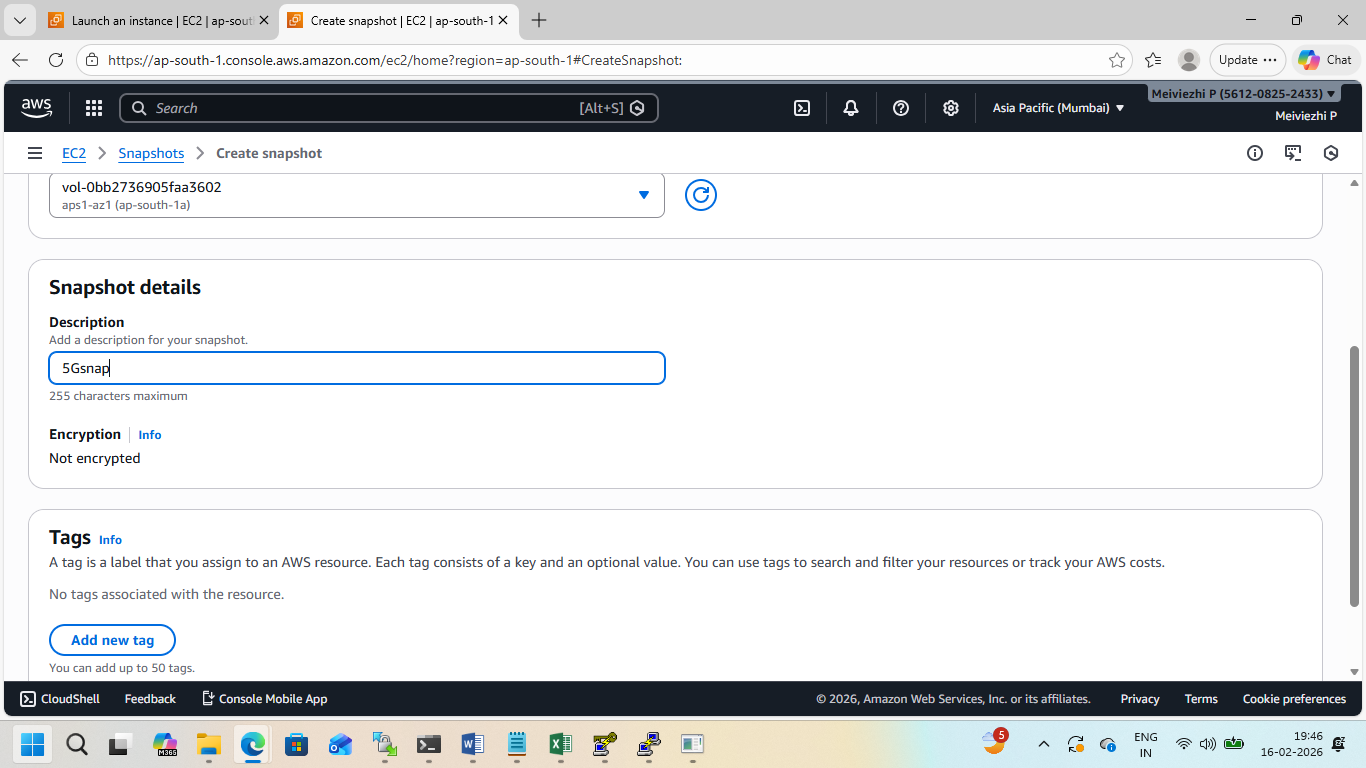 Launch an instance | EC2 | ap-sout
Create snapshot | EC2 | ap-south-1
https://ap-south-1.console.aws.amazon.com/ec2/home?region=ap-south-1#CreateSnapshot:
Update
Chat
aws
Search
[Alt+S]
Asia Pacific (Mumbai)
Meiviezhi P (5612-0825-2433)
Meiviezhi P
EC2
Snapshots
Create snapshot
vol-0bb2736905faa3602
aps1-az1 (ap-south-1a)
Snapshot details
Description
Add a description for your snapshot.
5Gsnap
255 characters maximum
Encryption
Info
Not encrypted
Tags Info
A tag is a label that you assign to an AWS resource. Each tag consists of a key and an optional value. You can use tags to search and filter your resources or track your AWS costs.
No tags associated with the resource.
Add new tag
You can add up to 50 tags.
CloudShell
Feedback
Console Mobile App
© 2026, Amazon Web Services, Inc. or its affiliates.
Privacy
Terms
Cookie preferences
M365
5
ENG
IN
19:46
16-02-2026